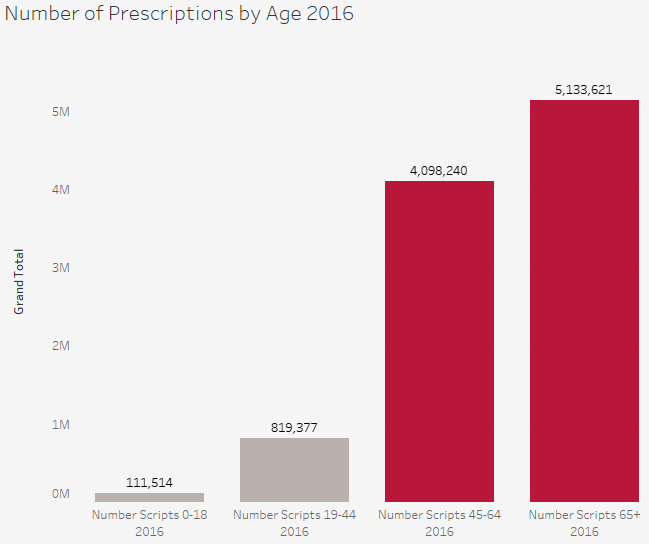 Number of Prescriptions by Age 2016
5,133,621
5M
4,098,240
4M
Grand Total
3M
2M
1M
819,377
111,514
0M
Number Scripts 0-18
2016
Number Scripts 19-44
2016
Number Scripts 45-64
2016
Number Scripts 65+
2016